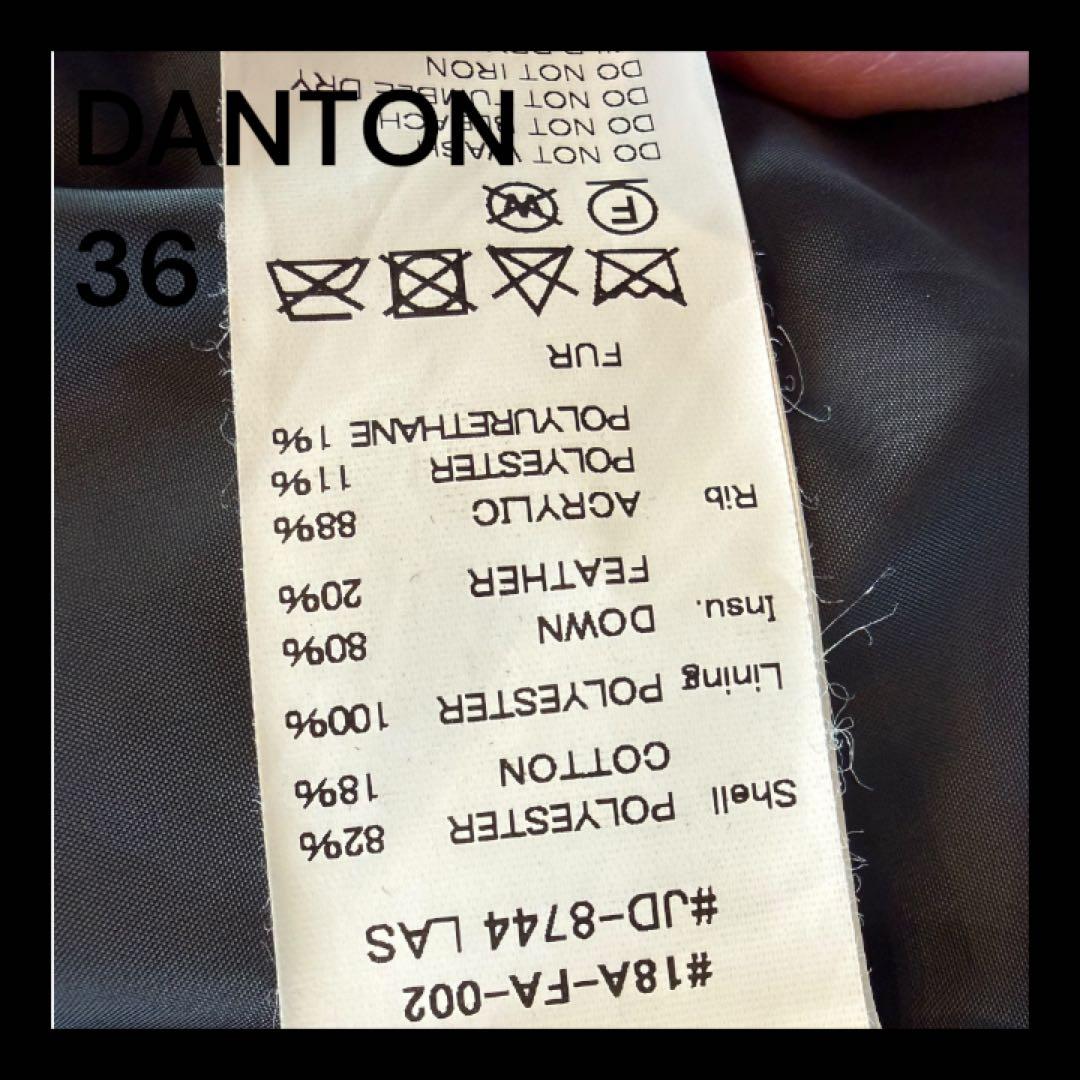 DANTON
36
#18A-FA-002
#JD-8744 LAS
Shell POLYESTER 82%
COTTON 18%
Lining POLYESTER 100%
Insu. DOWN 80%
FEATHER 20%
Rib ACRYLIC 88%
POLYESTER 11%
POLYURETHANE 1%
FUR
F
W
DO NOT WASH
DO NOT BLEACH
DO NOT TUMBEE DRY
DO NOT IRON